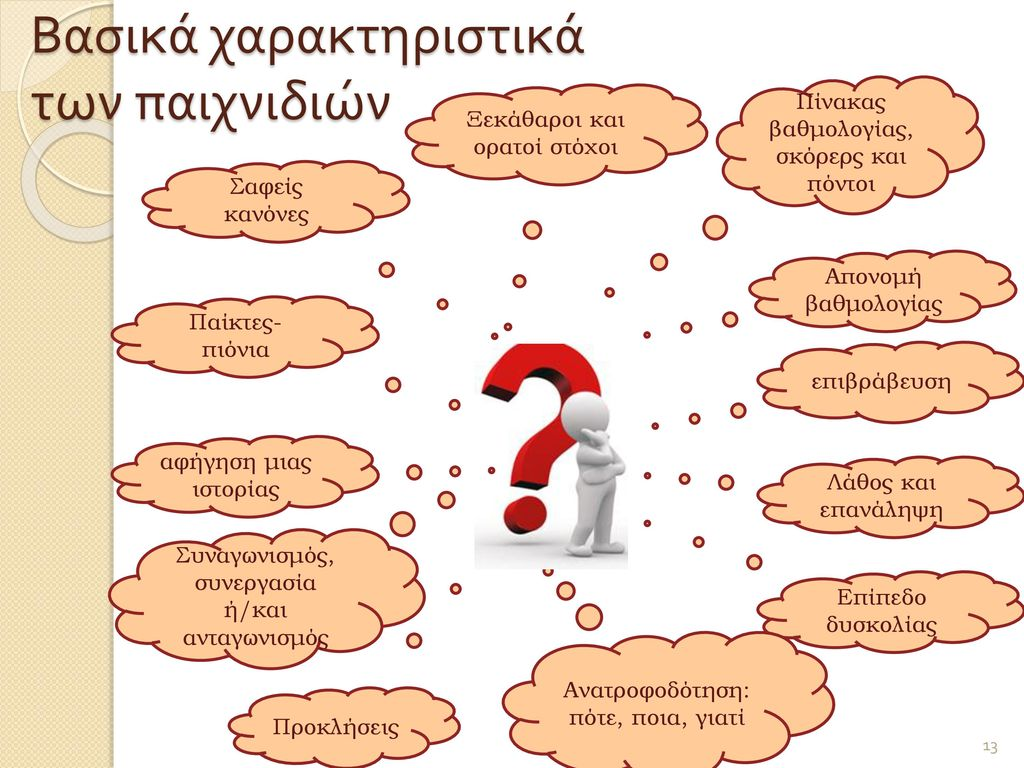 Βασικά χαρακτηριστικά
των παιχνιδιών
Ξεκάθαροι και
ορατοί στόχοι
Πίνακας
βαθμολογίας,
σκόρερς και
πόντοι
Σαφείς
κανόνες
Απονομή
βαθμολογίας
Παίκτες-
πιόνια
επιβράβευση
αφήγηση μιας
ιστορίας
Λάθος και
επανάληψη
Συναγωνισμός,
συνεργασία
ή/και
ανταγωνισμός
Επίπεδο
δυσκολίας
Ανατροφοδότηση:
πότε, ποια, γιατί
Προκλήσεις
13